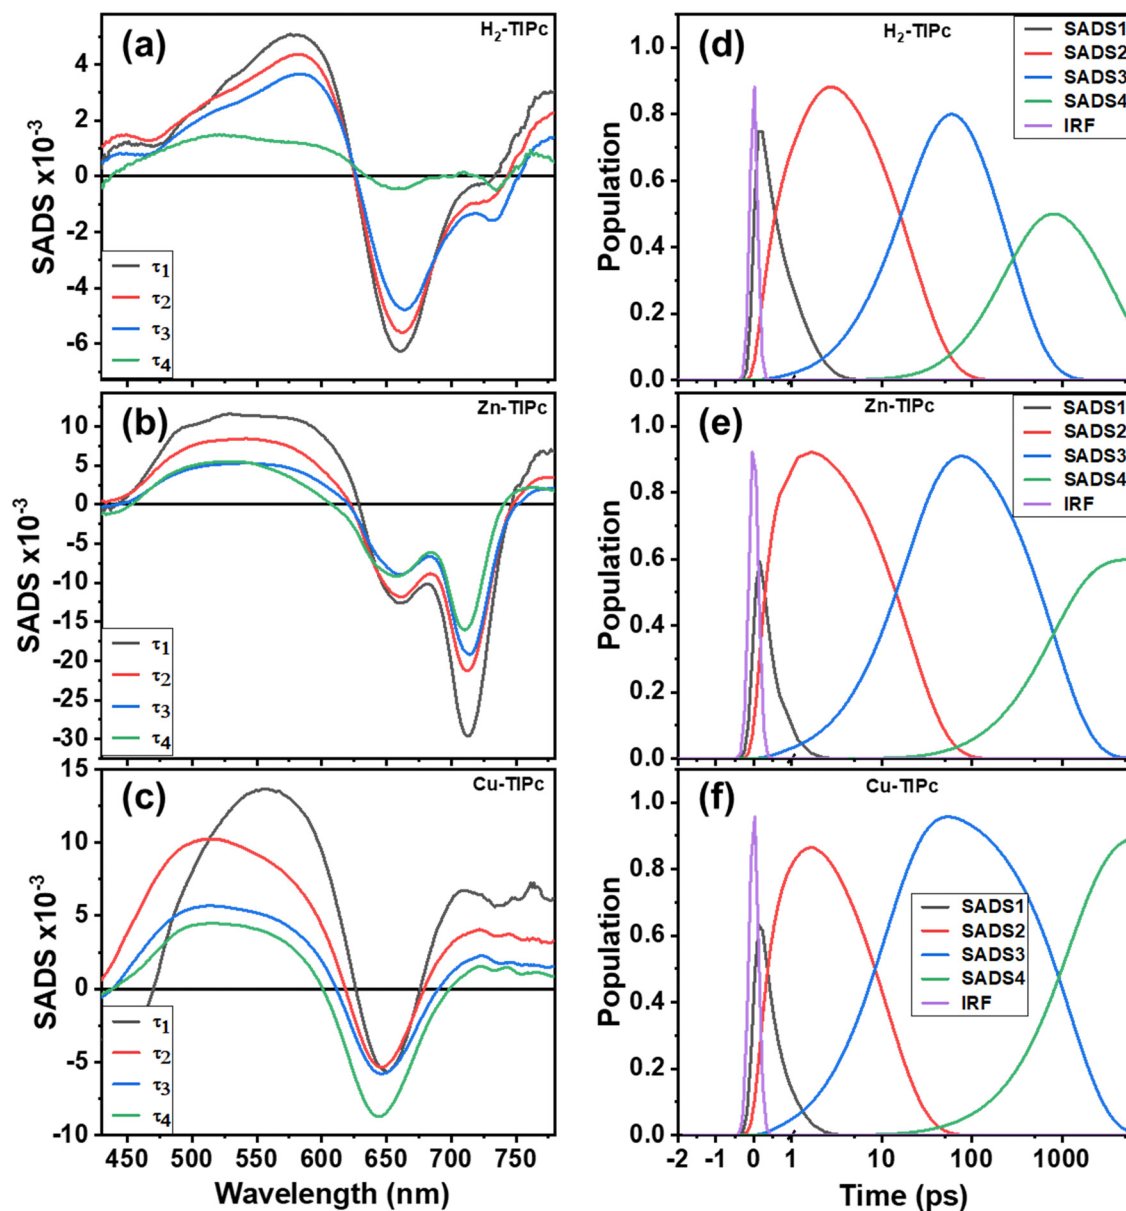 (a)
H₂-TIPc
SADS x10⁻³
4
2
0
-2
-4
-6
τ₁
τ₂
τ₃
τ₄
(d)
H₂-TIPc
Population
1.0
0.8
0.6
0.4
0.2
0.0
SADS1
SADS2
SADS3
SADS4
IRF
(b)
Zn-TIPc
SADS x10⁻³
10
5
0
-5
-10
-15
-20
-25
-30
τ₁
τ₂
τ₃
τ₄
(e)
Zn-TIPc
Population
1.0
0.8
0.6
0.4
0.2
0.0
SADS1
SADS2
SADS3
SADS4
IRF
(c)
Cu-TIPc
SADS x10⁻³
15
10
5
0
-5
-10
τ₁
τ₂
τ₃
τ₄
450 500 550 600 650 700 750
Wavelength (nm)
(f)
Cu-TIPc
Population
1.0
0.8
0.6
0.4
0.2
0.0
SADS1
SADS2
SADS3
SADS4
IRF
-2 -1 0 1 10 100 1000
Time (ps)